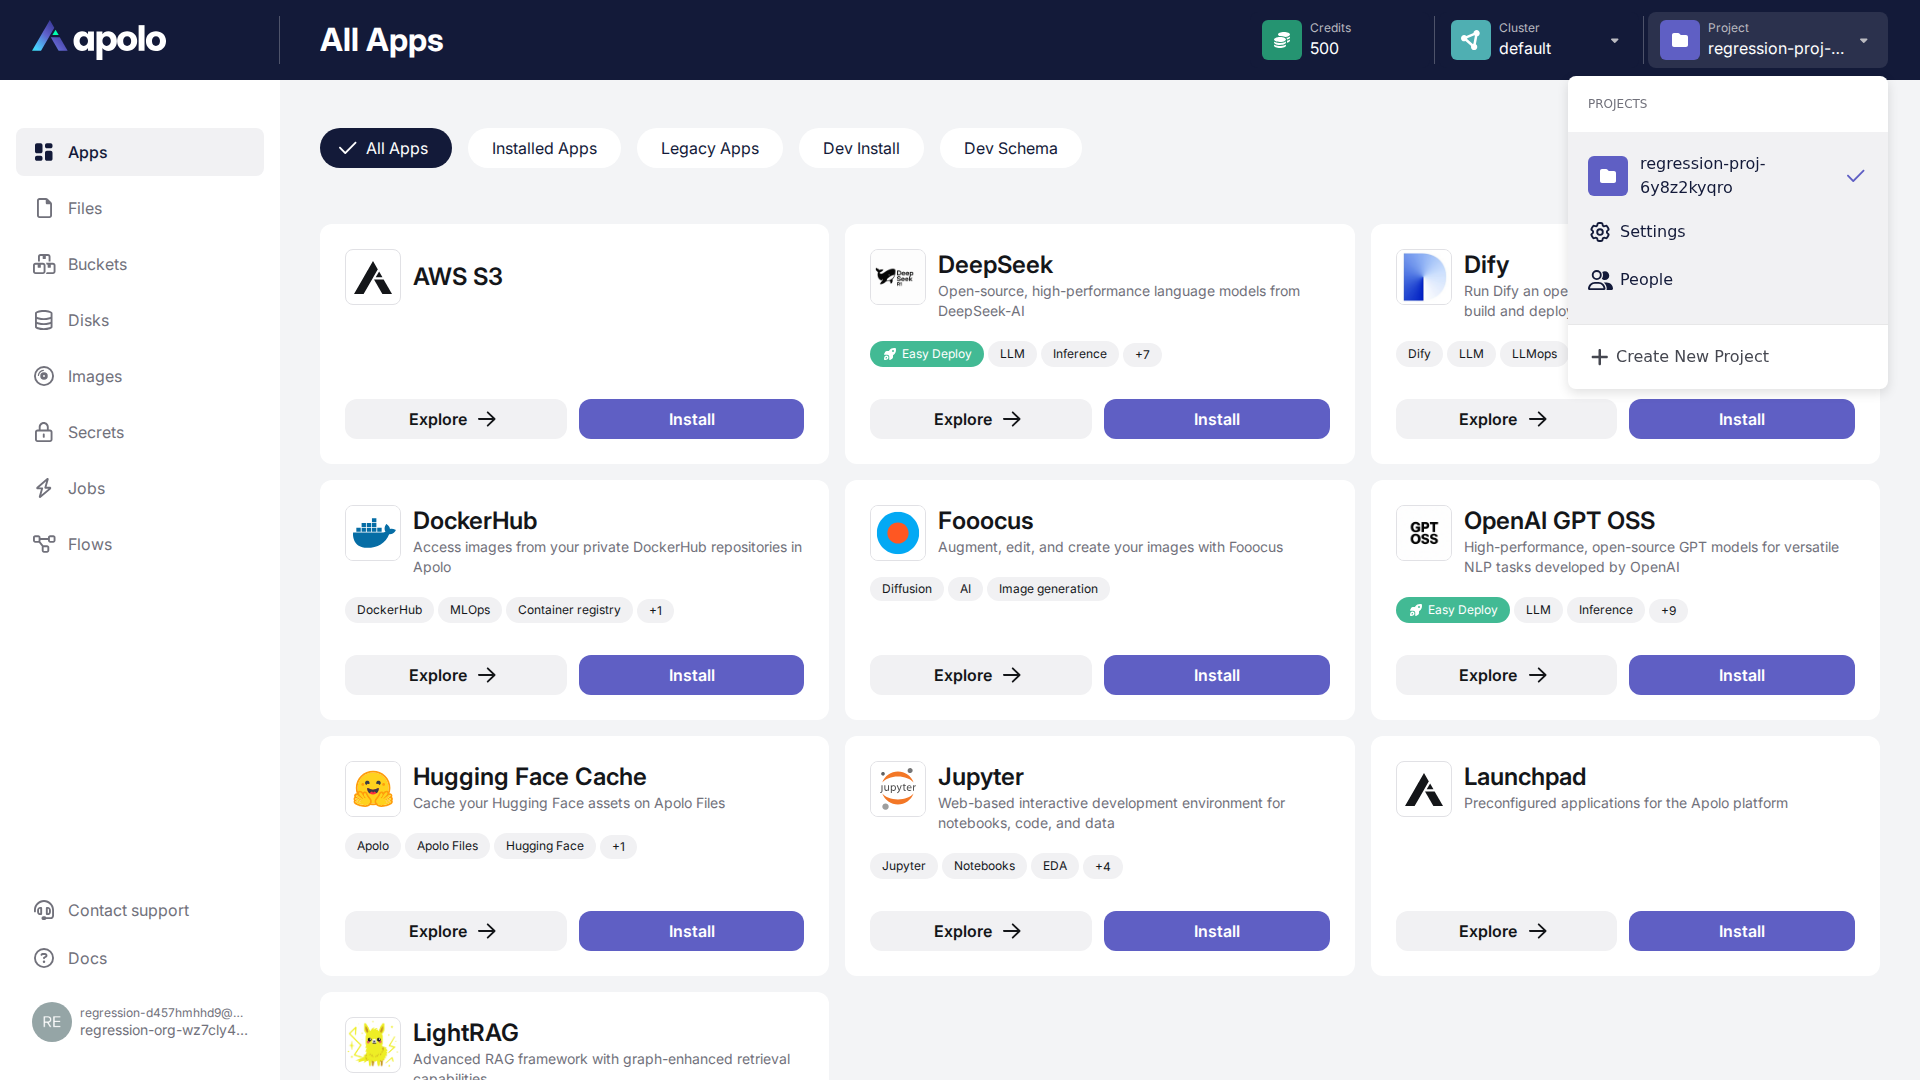 apolo
All Apps
Credits
500
Cluster
default
Project
regression-proj-...
PROJECTS
regression-proj-
6y8z2kyqro
Settings
People
Create New Project
Apps
Files
Buckets
Disks
Images
Secrets
Jobs
Flows
Contact support
Docs
RE
regression-d457hmhhd9@...
regression-org-wz7cly4...
All Apps
Installed Apps
Legacy Apps
Dev Install
Dev Schema
AWS S3
Explore
Install
DeepSeek
Open-source, high-performance language models from
DeepSeek-AI
Easy Deploy
LLM
Inference
+7
Explore
Install
Dify
Run Dify an ope
build and deploy
Dify
LLM
LLMops
Explore
Install
DockerHub
Access images from your private DockerHub repositories in
Apolo
DockerHub
MLOps
Container registry
+1
Explore
Install
Fooocus
Augment, edit, and create your images with Fooocus
Diffusion
AI
Image generation
Explore
Install
GPT
OSS
OpenAI GPT OSS
High-performance, open-source GPT models for versatile
NLP tasks developed by OpenAI
Easy Deploy
LLM
Inference
+9
Explore
Install
Hugging Face Cache
Cache your Hugging Face assets on Apolo Files
Apolo
Apolo Files
Hugging Face
+1
Explore
Install
jupyter
Jupyter
Web-based interactive development environment for
notebooks, code, and data
Jupyter
Notebooks
EDA
+4
Explore
Install
Launchpad
Preconfigured applications for the Apolo platform
Explore
Install
LightRAG
Advanced RAG framework with graph-enhanced retrieval
capabilities